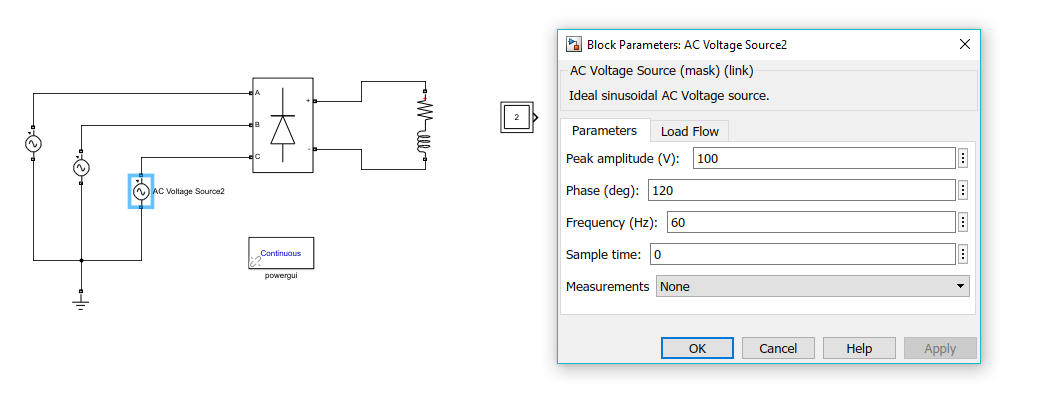 A
B
C
+
-
+
2
AC Voltage Source2
Continuous
powergui
Block Parameters: AC Voltage Source2
AC Voltage Source (mask) (link)
Ideal sinusoidal AC Voltage source.
Parameters Load Flow
Peak amplitude (V): 100
Phase (deg): 120
Frequency (Hz): 60
Sample time: 0
Measurements None
OK Cancel Help Apply